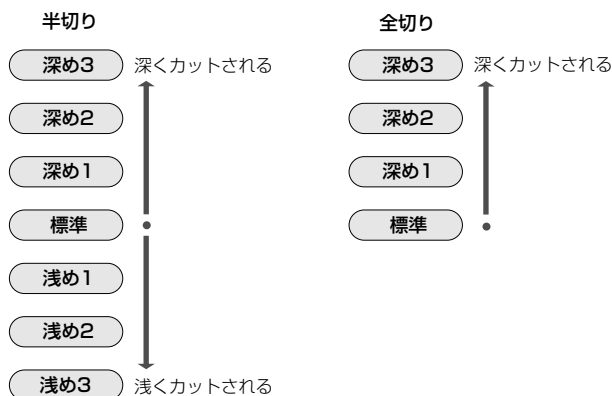 半切り
深め3 深くカットされる
深め2
深め1
標準
浅め1
浅め2
浅め3 浅くカットされる
全切り
深め3 深くカットされる
深め2
深め1
標準